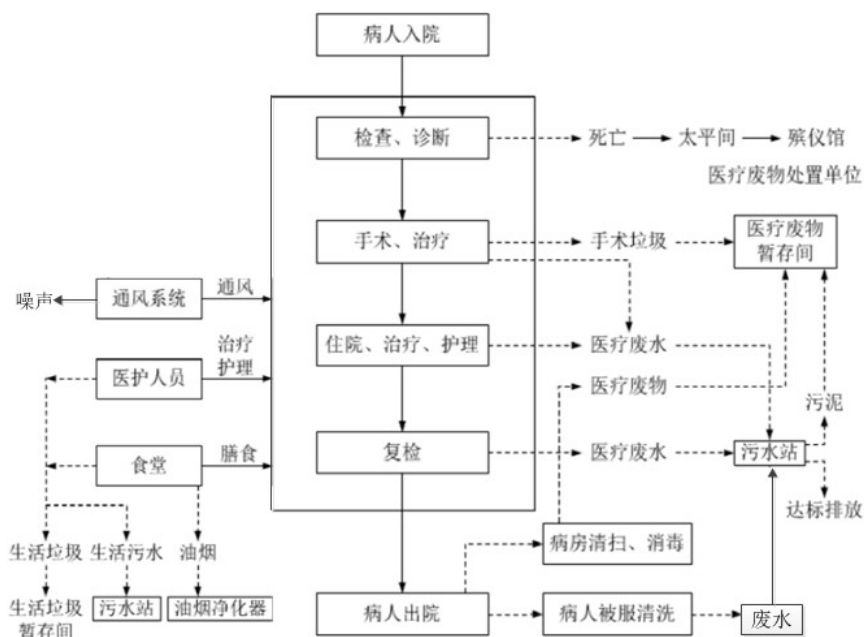 病人入院
检查、诊断
死亡
太平间
殡仪馆
医疗废物处置单位
手术、治疗
手术垃圾
医疗废物
暂存间
噪声
通风系统
通风
住院、治疗、护理
医疗废水
医护人员
治疗
护理
医疗废物
污泥
食堂
膳食
复检
医疗废水
污水站
达标排放
生活垃圾
生活污水
油烟
病房清扫、消毒
生活垃圾
暂存间
污水站
油烟净化器
病人出院
病人被服清洗
废水